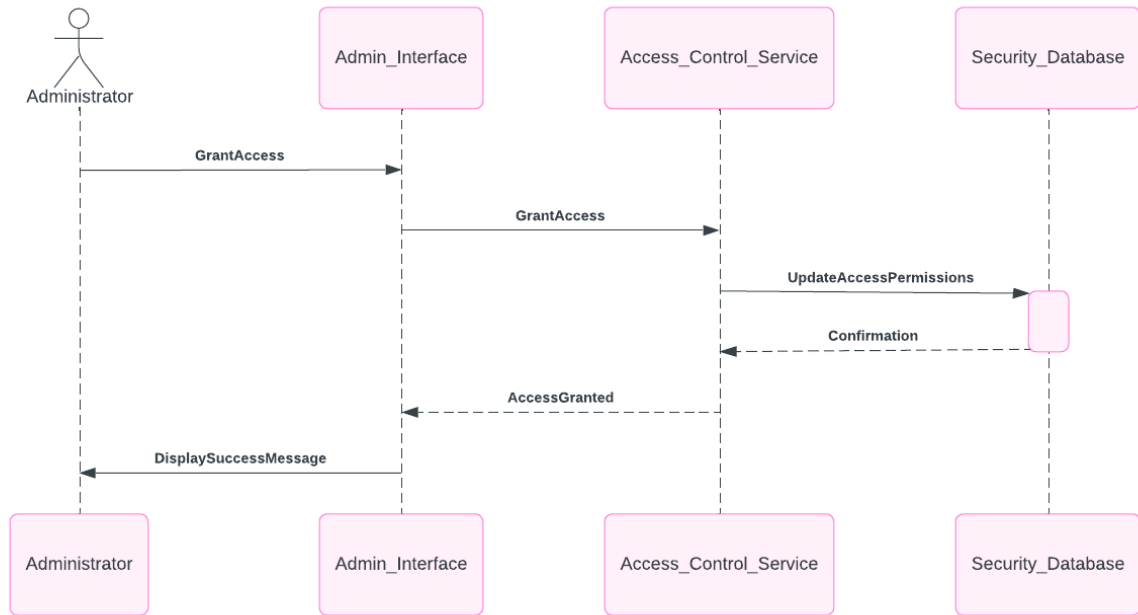 Administrator
Admin_Interface
Access_Control_Service
Security_Database
GrantAccess
GrantAccess
UpdateAccessPermissions
Confirmation
AccessGranted
DisplaySuccessMessage
Administrator
Admin_Interface
Access_Control_Service
Security_Database